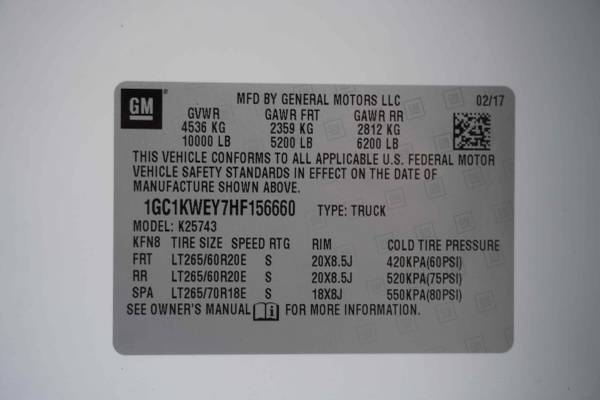 GM
MFD BY GENERAL MOTORS LLC 02/17
GVWR GAWR FRT GAWR RR
4536 KG 2359 KG 2812 KG
10000 LB 5200 LB 6200 LB
THIS VEHICLE CONFORMS TO ALL APPLICABLE U.S. FEDERAL MOTOR
VEHICLE SAFETY STANDARDS IN EFFECT ON THE DATE OF
MANUFACTURE SHOWN ABOVE.
1GC1KWEY7HF156660 TYPE: TRUCK
MODEL: K25743
KFN8 TIRE SIZE SPEED RTG RIM COLD TIRE PRESSURE
FRT LT265/60R20E S 20X8.5J 420KPA(60PSI)
RR LT265/60R20E S 20X8.5J 520KPA(75PSI)
SPA LT265/70R18E S 18X8J 550KPA(80PSI)
SEE OWNER'S MANUAL i FOR MORE INFORMATION.